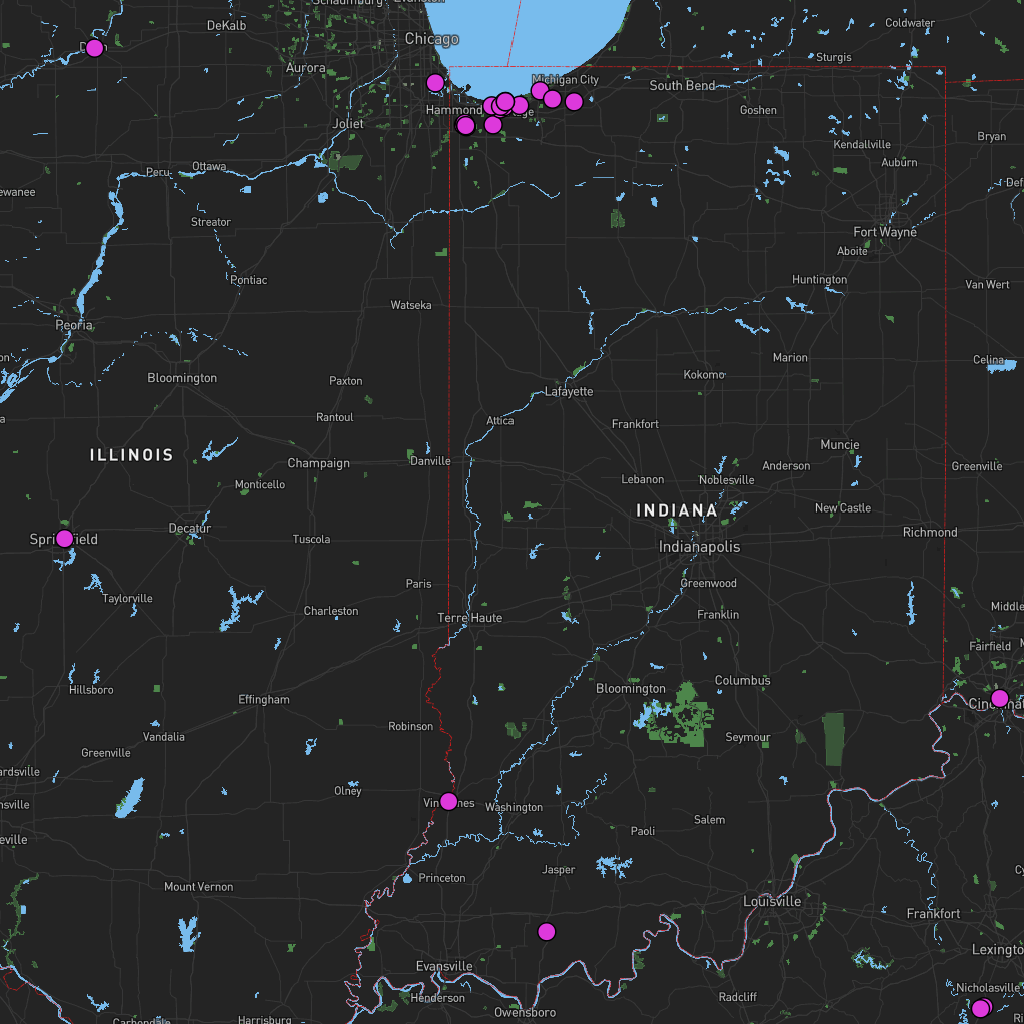 Schaumburg
Evanston
DeKalb
Coldwater
Chicago
Sturgis
Aurora
Michigan City
South Bend
Hammond
Goshen
Joliet
Bryan
Kendallville
Auburn
Ottawa
Peru
Streator
Fort Wayne
Aboite
Pontiac
Huntington
Van Wert
Watseka
Peoria
Marion
Celina
Bloomington
Paxton
Kokomo
Lafayette
Rantoul
Attica
Frankfort
Muncie
ILLINOIS
Champaign
Danville
Anderson
Greenville
Monticello
Lebanon
Noblesville
INDIANA
New Castle
Decatur
Richmond
Tuscola
Indianapolis
Paris
Greenwood
Taylorville
Charleston
Terre Haute
Franklin
Fairfield
Hillsboro
Bloomington
Columbus
Effingham
Robinson
Vandalia
Seymour
Greenville
Olney
Washington
Salem
Paoli
Jasper
Princeton
Mount Vernon
Louisville
Frankfort
Evansville
Nicholasville
Henderson
Radcliff
Owensboro
Harrisburg